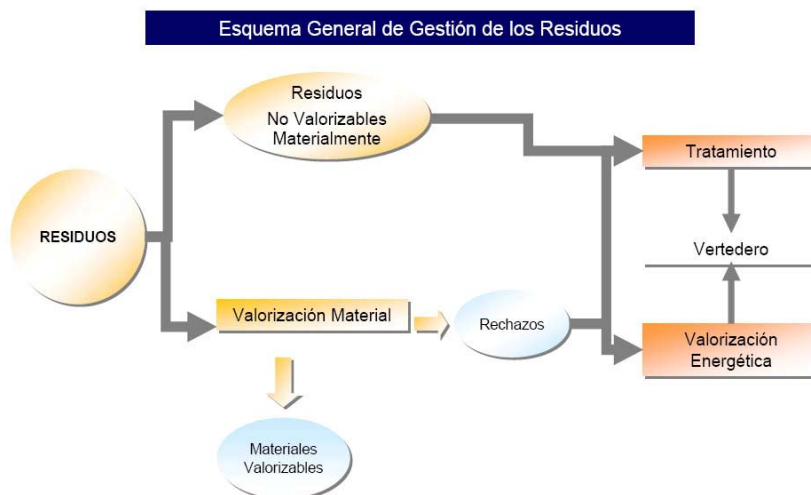 Esquema General de Gestión de los Residuos
Residuos
No Valorizables
Materialmente
Tratamiento
RESIDUOS
Vertedero
Valorización Material
Rechazos
Valorización
Energética
Materiales
Valorizables